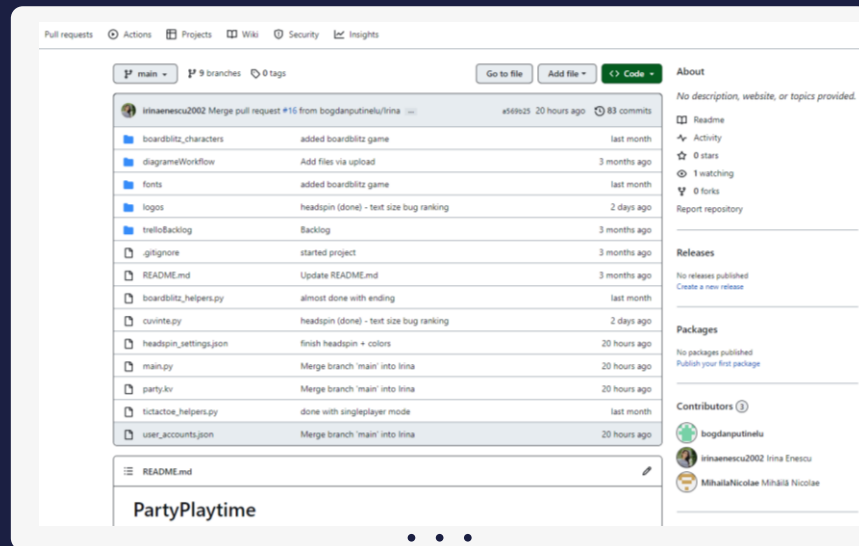 Pull requests Actions Projects Wiki Security Insights
main 9 branches 0 tags Go to file Add file <> Code
irinaenescu2002 Merge pull request #16 from bogdanputinelu/Irina ... a569b25 20 hours ago 83 commits
boardblitz_characters added boardblitz game last month
diagrameWorkflow Add files via upload 3 months ago
fonts added boardblitz game last month
logos headspin (done) - text size bug ranking 2 days ago
trelloBacklog Backlog 3 months ago
.gitignore started project 3 months ago
README.md Update README.md 3 months ago
boardblitz_helpers.py almost done with ending last month
cuvinte.py headspin (done) - text size bug ranking 2 days ago
headspin_settings.json finish headspin + colors 20 hours ago
main.py Merge branch 'main' into Irina 20 hours ago
party.kv Merge branch 'main' into Irina 20 hours ago
tictactoe_helpers.py done with singleplayer mode last month
user_accounts.json Merge branch 'main' into Irina 20 hours ago
README.md
PartyPlaytime
About
No description, website, or topics provided.
Readme
Activity
0 stars
1 watching
0 forks
Report repository
Releases
No releases published
Create a new release
Packages
No packages published
Publish your first package
Contributors 3
bogdanputinelu
irinaenescu2002 Irina Enescu
MihailaNicolae Mihăilă Nicolae